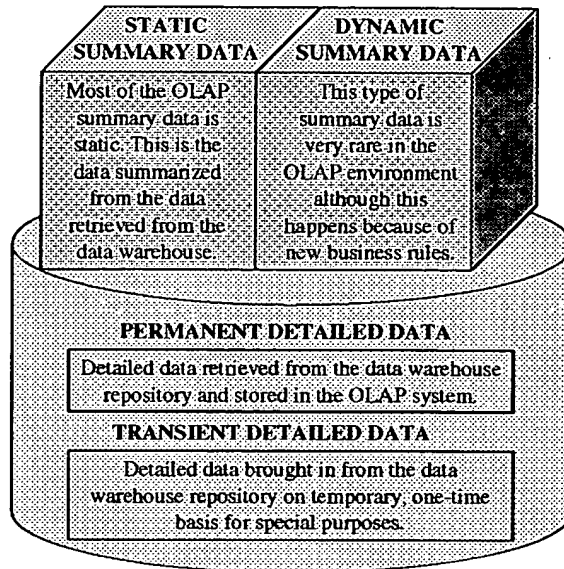 STATIC
SUMMARY DATA
Most of the OLAP
summary data is
static. This is the
data summarized
from the data
retrieved from the
data warehouse.
DYNAMIC
SUMMARY DATA
This type of
summary data is
very rare in the
OLAP environment
although this
happens because of
new business rules.
PERMANENT DETAILED DATA
Detailed data retrieved from the data warehouse
repository and stored in the OLAP system.
TRANSIENT DETAILED DATA
Detailed data brought in from the data
warehouse repository on temporary, one-time
basis for special purposes.